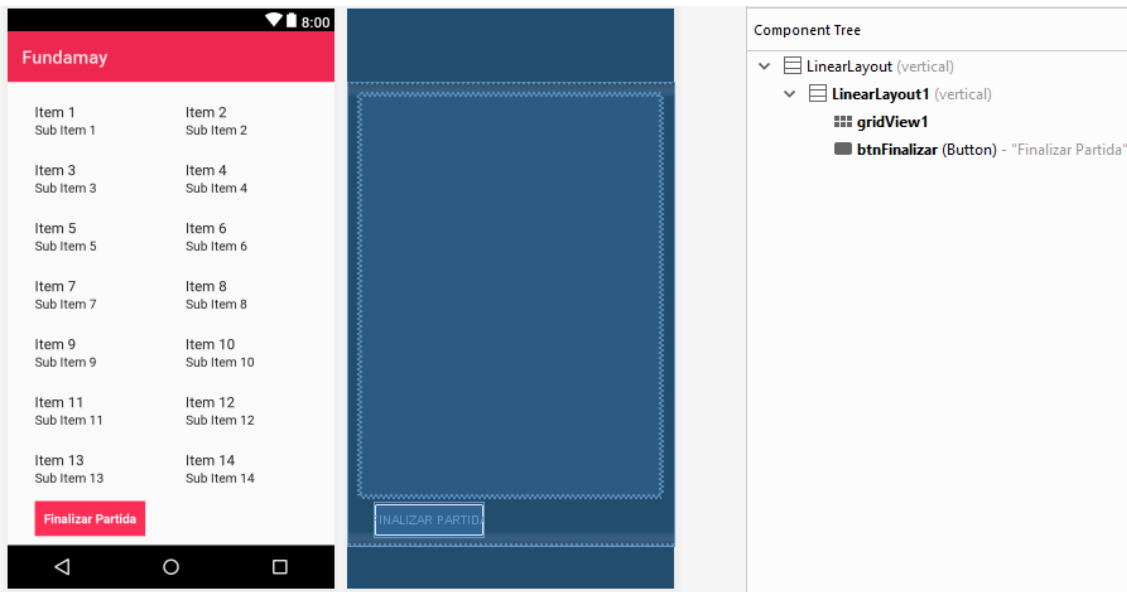 8:00
Fundamay
Item 1 Item 2
Sub Item 1 Sub Item 2
Item 3 Item 4
Sub Item 3 Sub Item 4
Item 5 Item 6
Sub Item 5 Sub Item 6
Item 7 Item 8
Sub Item 7 Sub Item 8
Item 9 Item 10
Sub Item 9 Sub Item 10
Item 11 Item 12
Sub Item 11 Sub Item 12
Item 13 Item 14
Sub Item 13 Sub Item 14
Finalizar Partida
INALIZAR PARTID
Component Tree
LinearLayout (vertical)
LinearLayout1 (vertical)
gridView1
btnFinalizar (Button) - "Finalizar Partida"